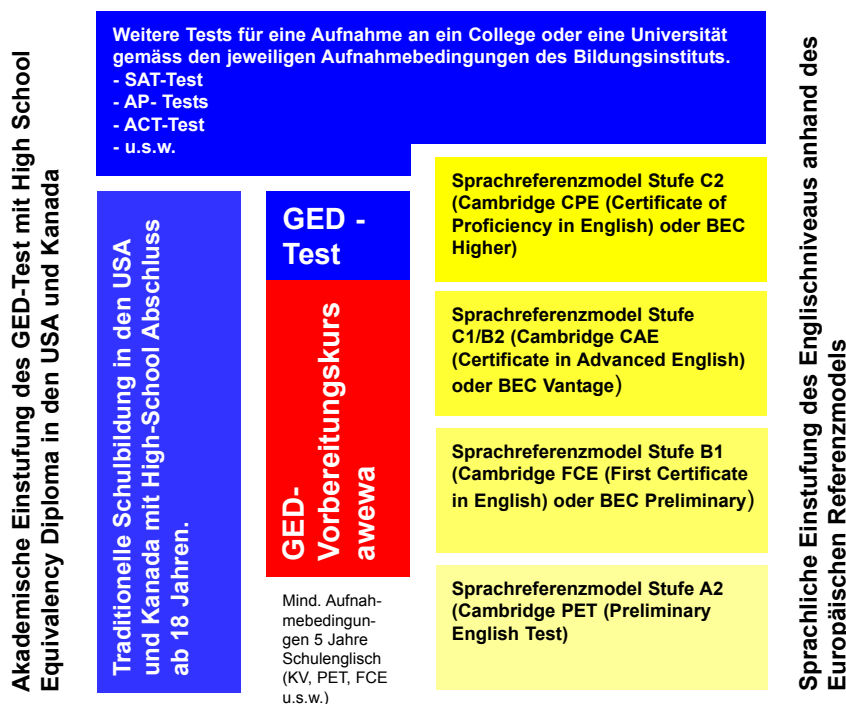 Akademische Einstufung des GED-Test mit High School
Equivalency Diploma in den USA und Kanada
Weitere Tests für eine Aufnahme an ein College oder eine Universität
gemäss den jeweiligen Aufnahmebedingungen des Bildungsinstituts.
- SAT-Test
- AP- Tests
- ACT-Test
- u.s.w.
Traditionelle Schulbildung in den USA
und Kanada mit High-School Abschluss
ab 18 Jahren.
GED -
Test
GED-
Vorbereitungskurs
awewa
Mind. Aufnah-
mebedingun-
gen 5 Jahre
Schulenglisch
(KV, PET, FCE
u.s.w.)
Sprachreferenzmodel Stufe C2
(Cambridge CPE (Certificate of
Proficiency in English) oder BEC
Higher)
Sprachreferenzmodel Stufe
C1/B2 (Cambridge CAE
(Certificate in Advanced English)
oder BEC Vantage)
Sprachreferenzmodel Stufe B1
(Cambridge FCE (First Certificate
in English) oder BEC Preliminary)
Sprachreferenzmodel Stufe A2
(Cambridge PET (Preliminary
English Test)
Sprachliche Einstufung des Englischniveaus anhand des
Europäischen Referenzmodels